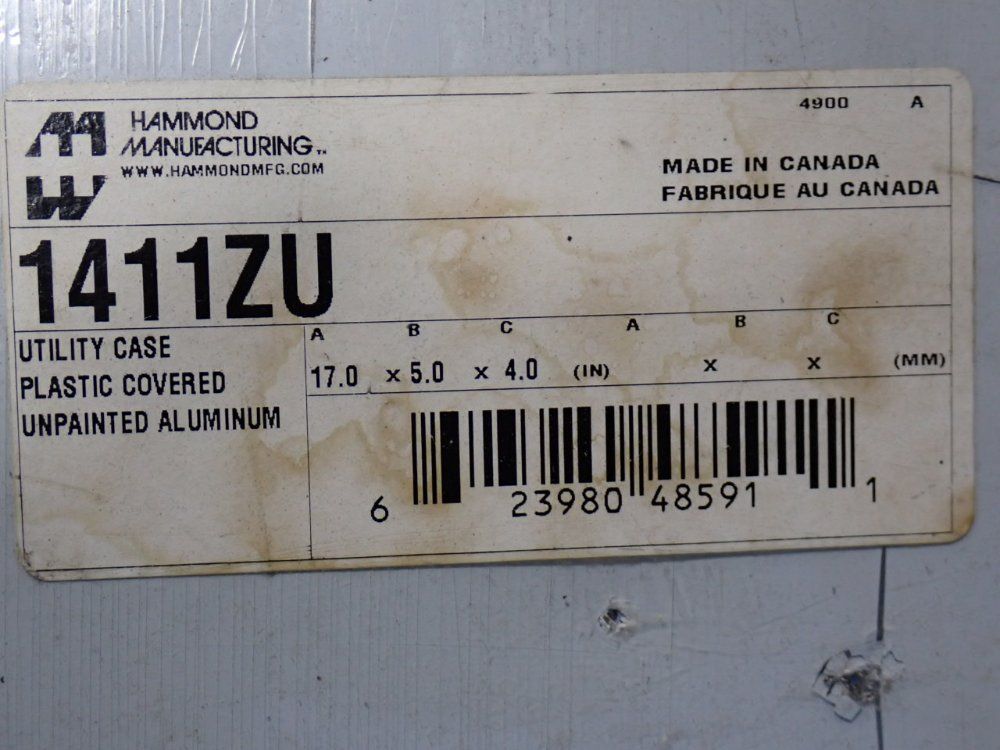 4900 A
HAMMOND
MANUFACTURING™
WWW.HAMMONDMFG.COM
MADE IN CANADA
FABRIQUE AU CANADA
1411ZU
UTILITY CASE
PLASTIC COVERED
UNPAINTED ALUMINUM
A B C A B C
17.0 x 5.0 x 4.0 (IN) x x (MM)
6 23980 48591 1